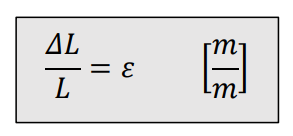 ΔL/L = ε [m/m]